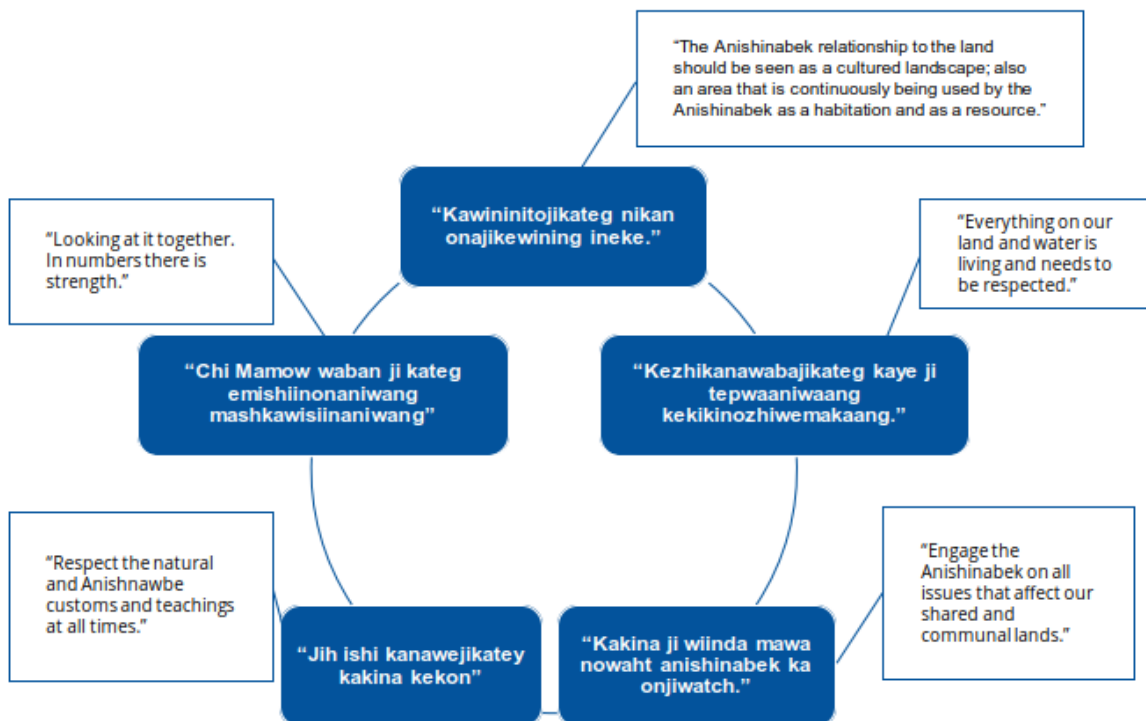 “The Anishinabek relationship to the land
should be seen as a cultured landscape; also
an area that is continuously being used by the
Anishinabek as a habitation and as a resource.”
“Kawininitojikateg nikan
onajikewining ineke.”
“Looking at it together.
In numbers there is
strength.”
“Everything on our
land and water is
living and needs to
be respected.”
“Chi Mamow waban ji kateg
emishiinonaniwang
mashkawisiinaniwang”
“Kezhikanawabajikateg kaye ji
tepwaaniwaang
kekikinozhiwemakaang.”
“Respect the natural
and Anishnawbe
customs and teachings
at all times.”
“Engage the
Anishinabek on all
issues that affect our
shared and
communal lands.”
“Jih ishi kanawejikatey
kakina kekon”
“Kakina ji wiinda mawa
nowaht anishinabek ka
onjiwatch.”